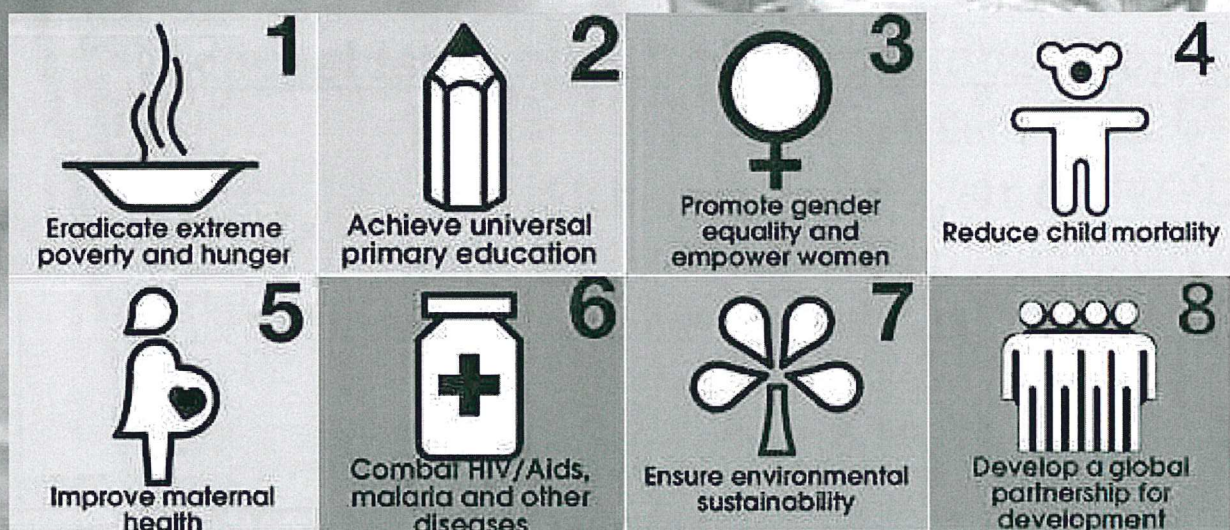 1
Eradicate extreme
poverty and hunger
2
Achieve universal
primary education
3
Promote gender
equality and
empower women
4
Reduce child mortality
5
Improve maternal
health
6
Combat HIV/Aids,
malaria and other
diseases
7
Ensure environmental
sustainability
8
Develop a global
partnership for
development